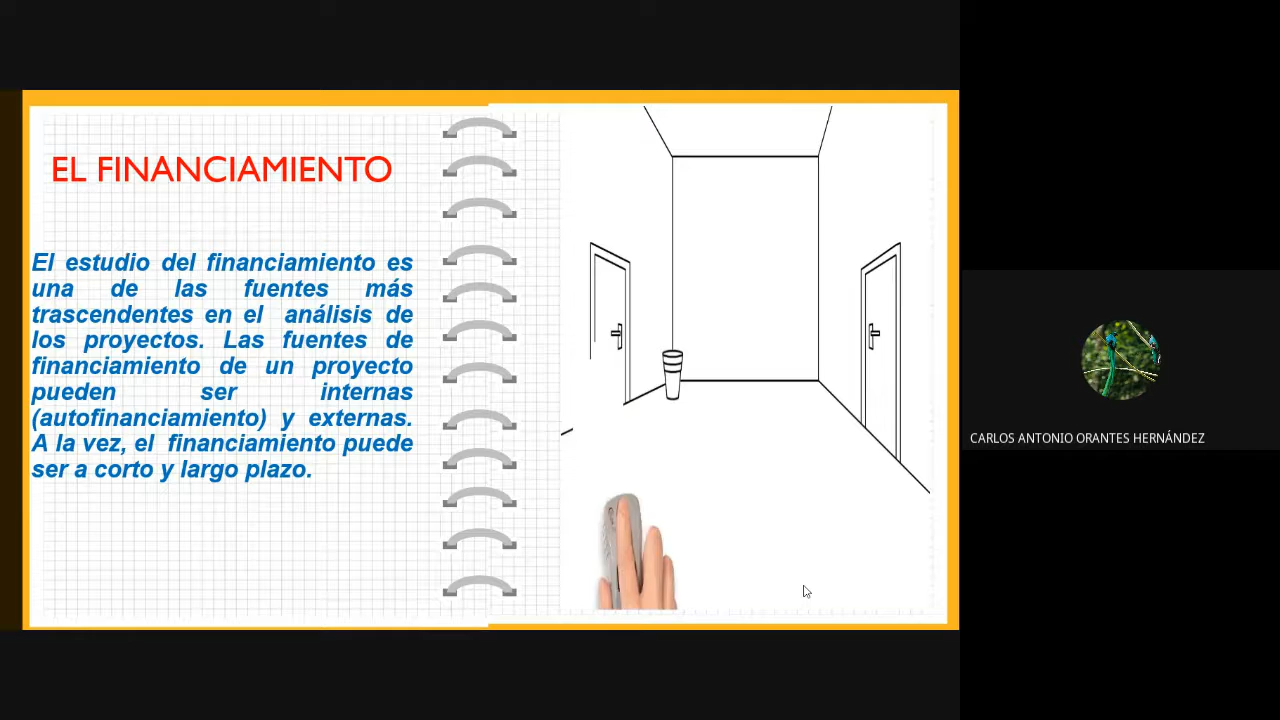 EL FINANCIAMIENTO
El estudio del financiamiento es
una de las fuentes más
trascendentes en el análisis de
los proyectos. Las fuentes de
financiamiento de un proyecto
pueden ser internas
(autofinanciamiento) y externas.
A la vez, el financiamiento puede
ser a corto y largo plazo.
CARLOS ANTONIO ORANTES HERNÁNDEZ